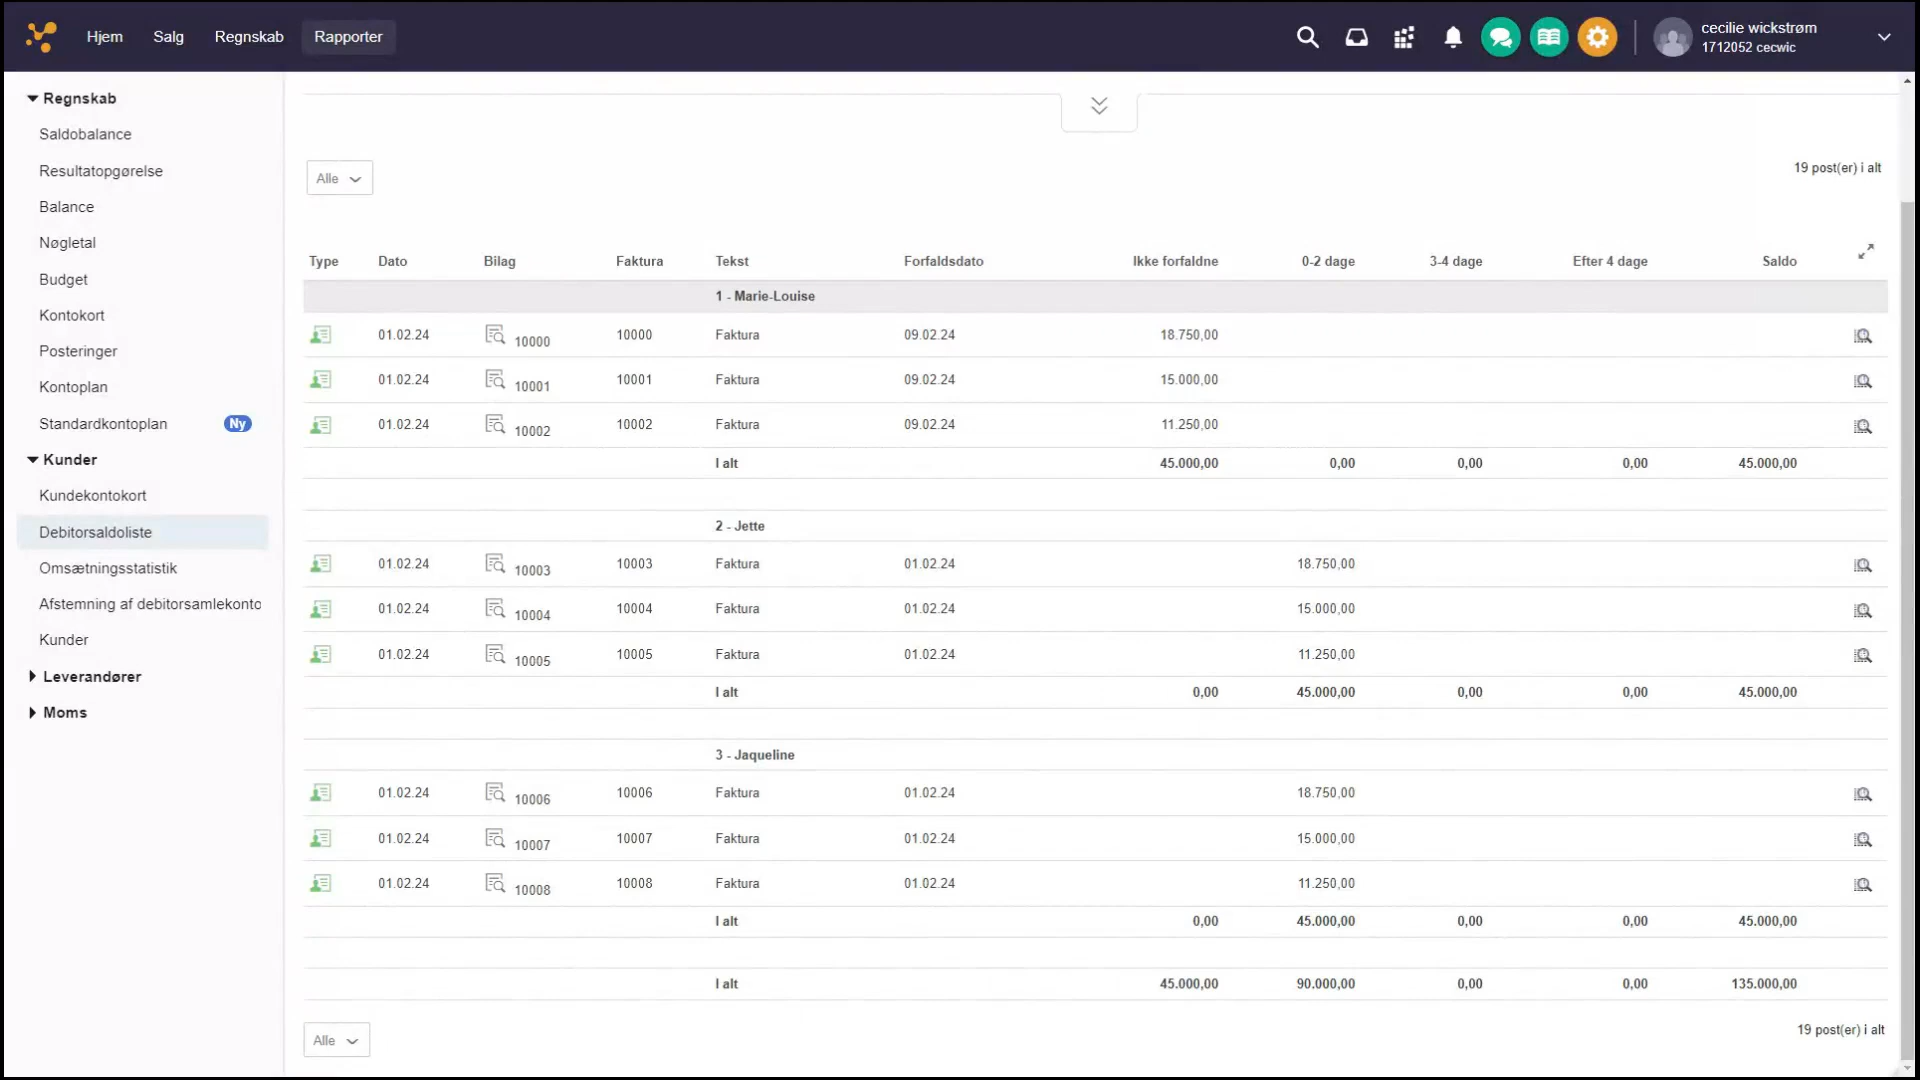 Hjem Salg Regnskab Rapporter
cecilie wickstrøm
1712052 cecwic
Regnskab
Saldobalance
Resultatopgørelse
Balance
Nøgletal
Budget
Kontokort
Posteringer
Kontoplan
Standardkontoplan Ny
Kunder
Kundekontokort
Debitorsaldoliste
Omsætningsstatistik
Afstemning af debitorsamlekonto
Kunder
Leverandører
Moms
Alle 19 post(er) i alt
Type Dato Bilag Faktura Tekst Forfaldsdato Ikke forfaldne 0-2 dage 3-4 dage Efter 4 dage Saldo
1 - Marie-Louise
01.02.24 10000 10000 Faktura 09.02.24 18.750,00
01.02.24 10001 10001 Faktura 09.02.24 15.000,00
01.02.24 10002 10002 Faktura 09.02.24 11.250,00
I alt 45.000,00 0,00 0,00 0,00 45.000,00
2 - Jette
01.02.24 10003 10003 Faktura 01.02.24 18.750,00
01.02.24 10004 10004 Faktura 01.02.24 15.000,00
01.02.24 10005 10005 Faktura 01.02.24 11.250,00
I alt 0,00 45.000,00 0,00 0,00 45.000,00
3 - Jaqueline
01.02.24 10006 10006 Faktura 01.02.24 18.750,00
01.02.24 10007 10007 Faktura 01.02.24 15.000,00
01.02.24 10008 10008 Faktura 01.02.24 11.250,00
I alt 0,00 45.000,00 0,00 0,00 45.000,00
I alt 45.000,00 90.000,00 0,00 0,00 135.000,00
Alle 19 post(er) i alt